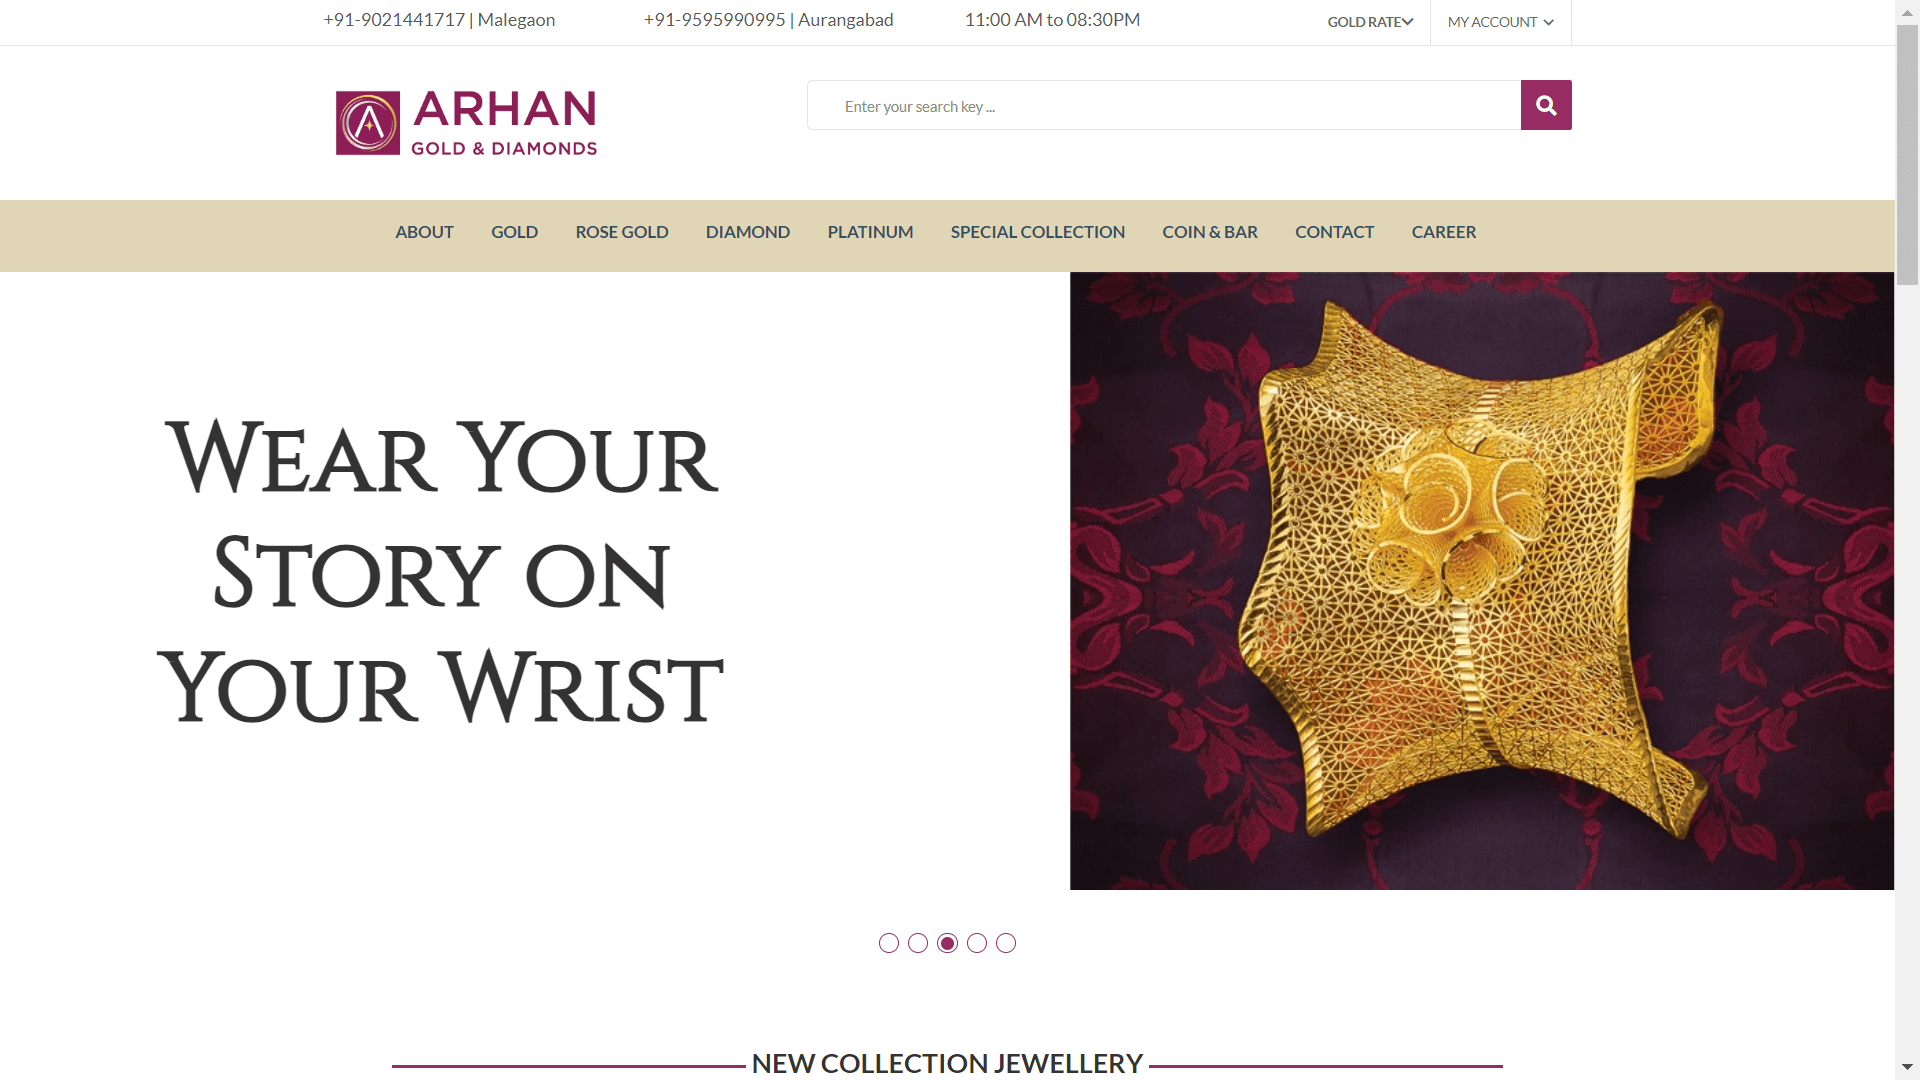 +91-9021441717 | Malegaon
+91-9595990995 | Aurangabad
11:00 AM to 08:30PM
GOLD RATE
MY ACCOUNT
ARHAN
GOLD & DIAMONDS
Enter your search key ...
ABOUT
GOLD
ROSE GOLD
DIAMOND
PLATINUM
SPECIAL COLLECTION
COIN & BAR
CONTACT
CAREER
WEAR YOUR
STORY ON
YOUR WRIST
NEW COLLECTION JEWELLERY